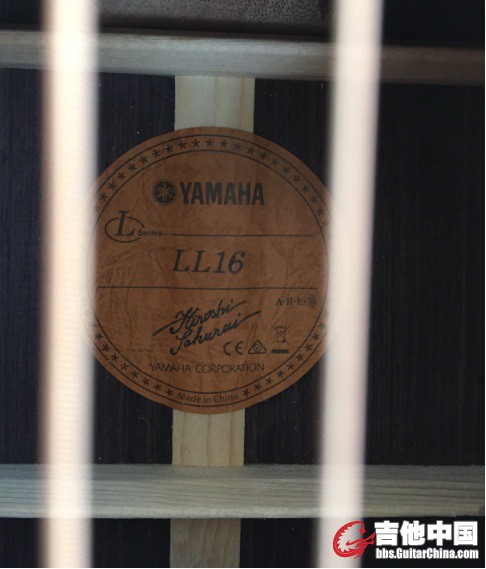 YAMAHA
L Series
LL16
A·R·E·
Hiroshi
Sakurai
CE
YAMAHA CORPORATION
Made in China
吉他中国
bbs.GuitarChina.com